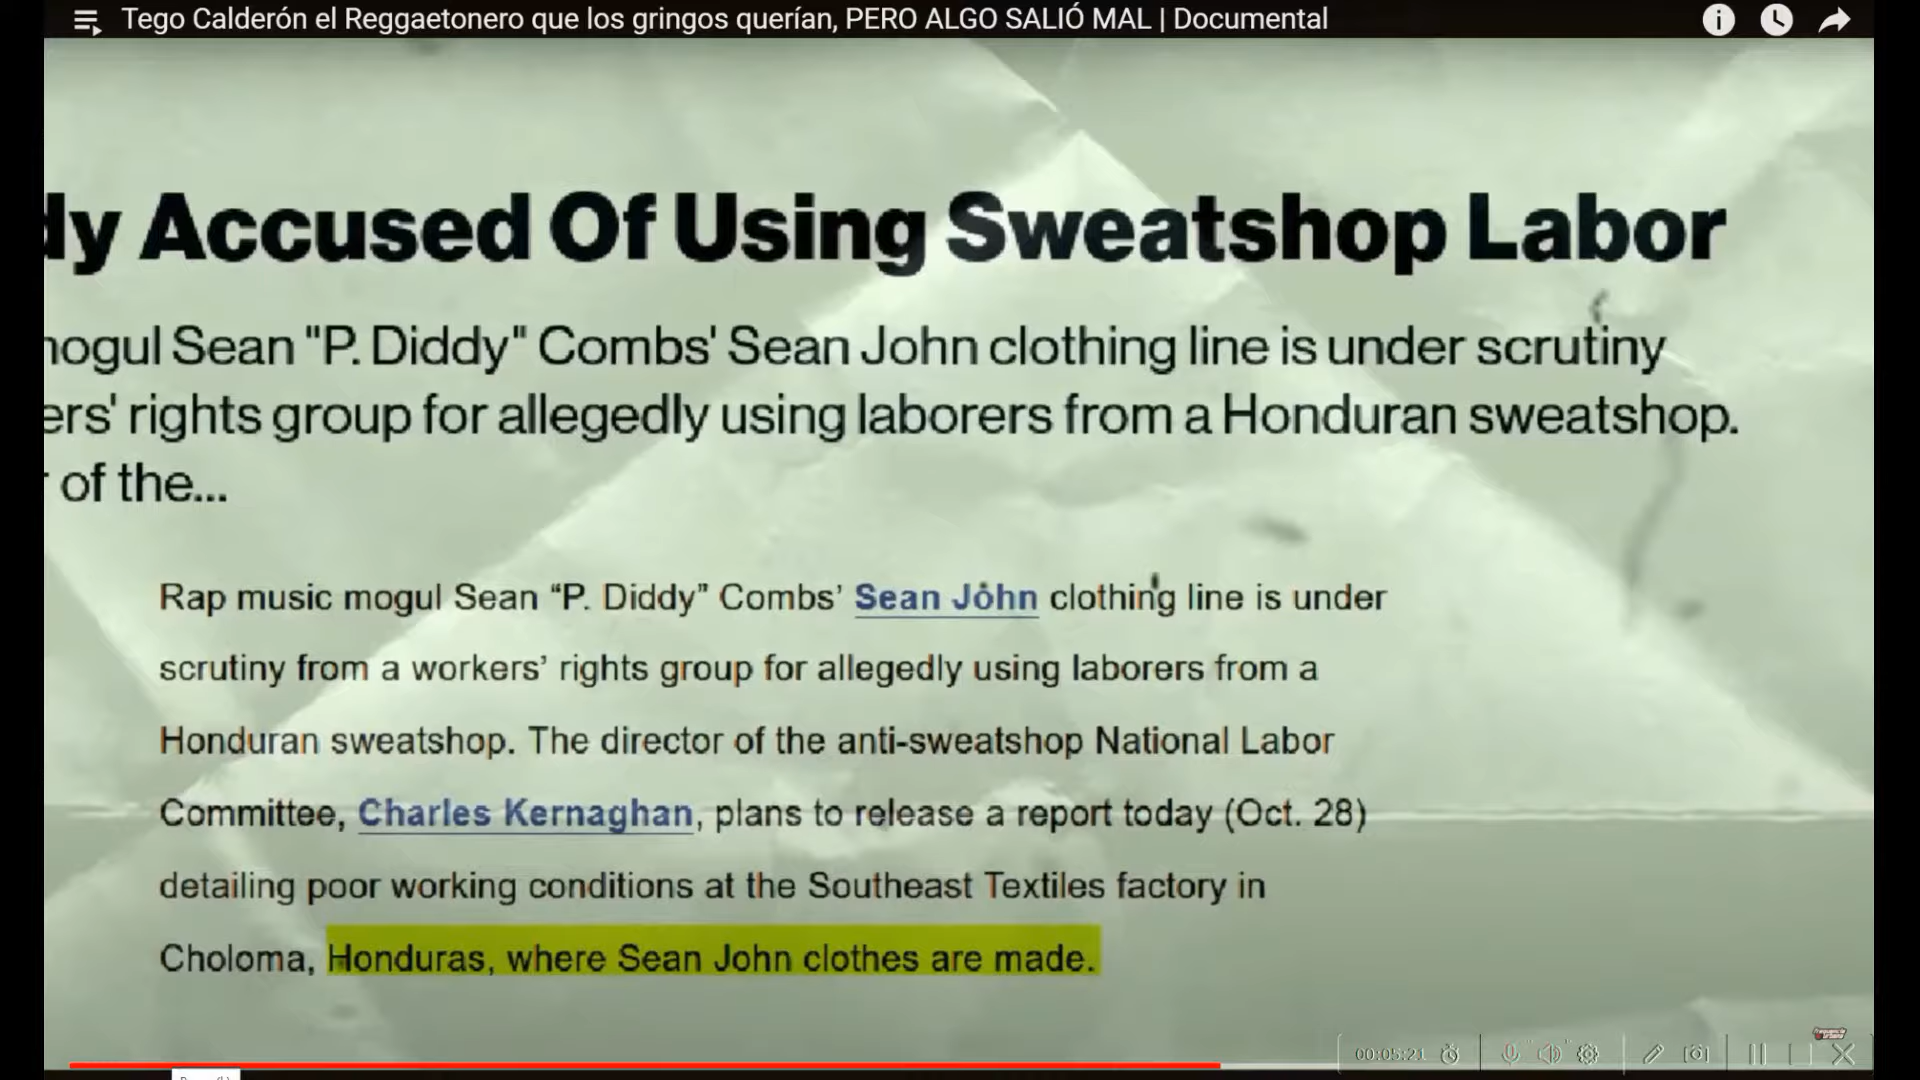 Tego Calderón el Reggaetonero que los gringos querían, PERO ALGO SALIÓ MAL | Documental
dy Accused Of Using Sweatshop Labor
mogul Sean "P. Diddy" Combs' Sean John clothing line is under scrutiny
ers' rights group for allegedly using laborers from a Honduran sweatshop.
of the...
Rap music mogul Sean “P. Diddy” Combs’ Sean John clothing line is under
scrutiny from a workers’ rights group for allegedly using laborers from a
Honduran sweatshop. The director of the anti-sweatshop National Labor
Committee, Charles Kernaghan, plans to release a report today (Oct. 28)
detailing poor working conditions at the Southeast Textiles factory in
Choloma, Honduras, where Sean John clothes are made.
00:05:21